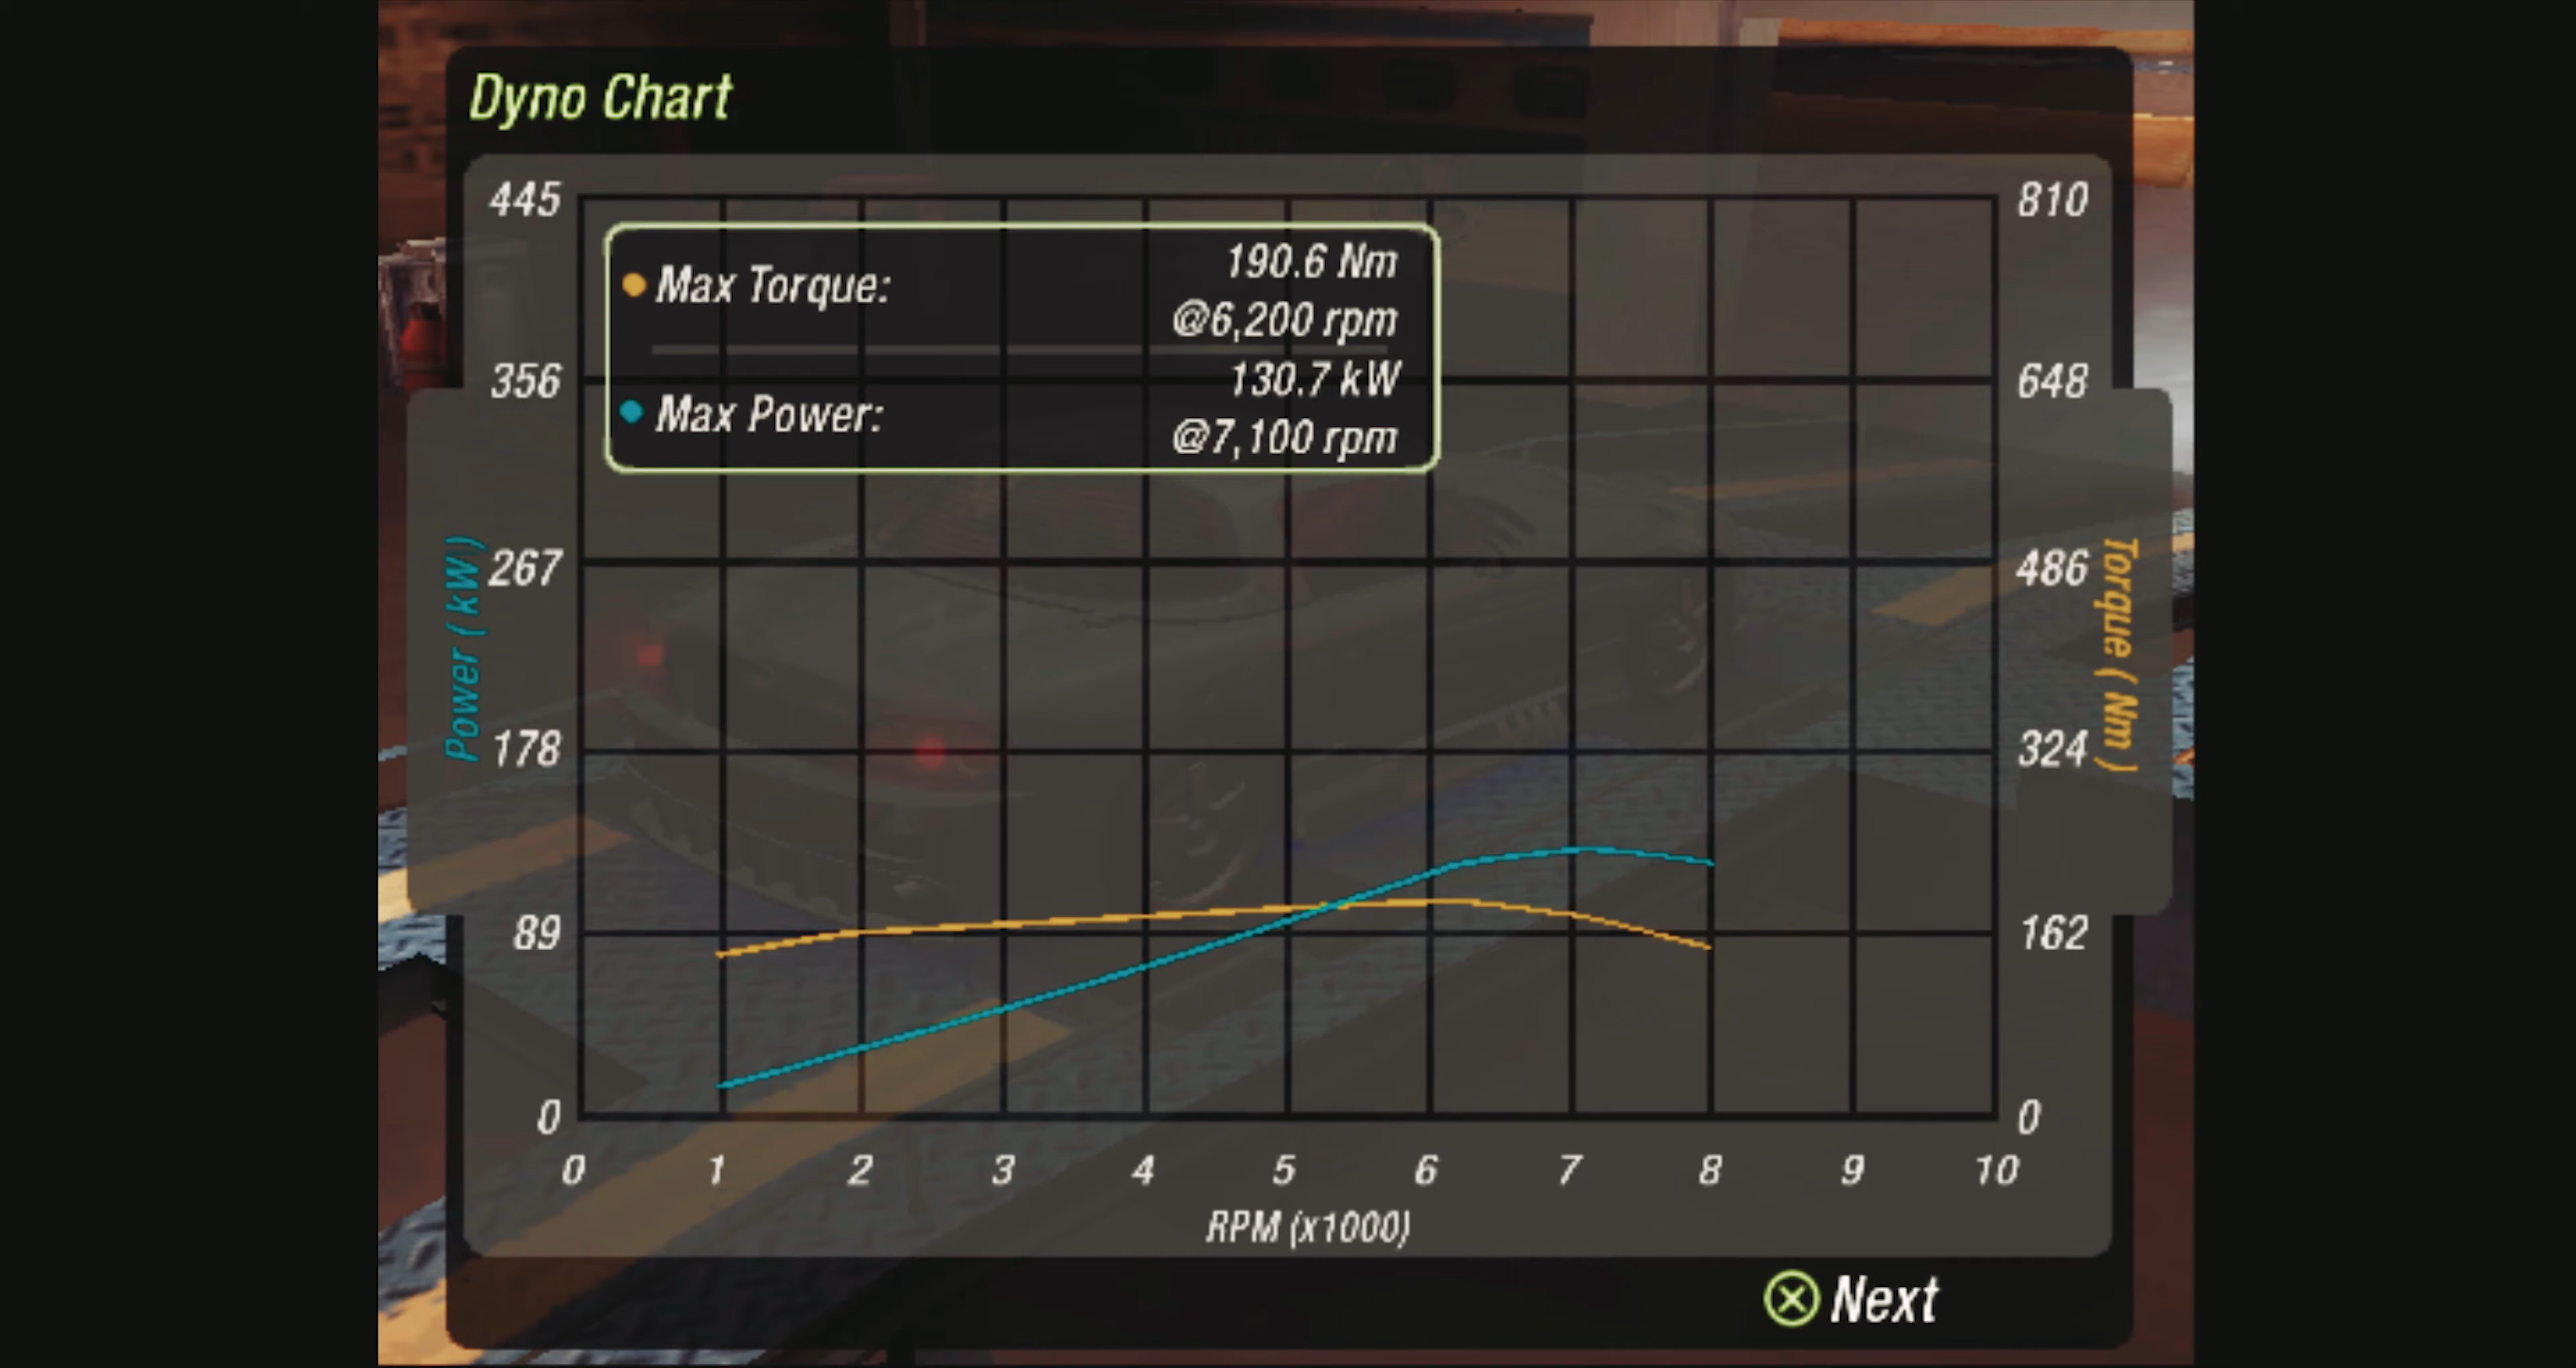 Dyno Chart
445
810
190.6 Nm
Max Torque:
@6,200 rpm
356
130.7 kW
648
Max Power:
@7,100 rpm
Power ( kW)
267
486
Torque ( Nm )
178
324
89
162
0
0
0 1 2 3 4 5 6 7 8 9 10
RPM (x1000)
Next